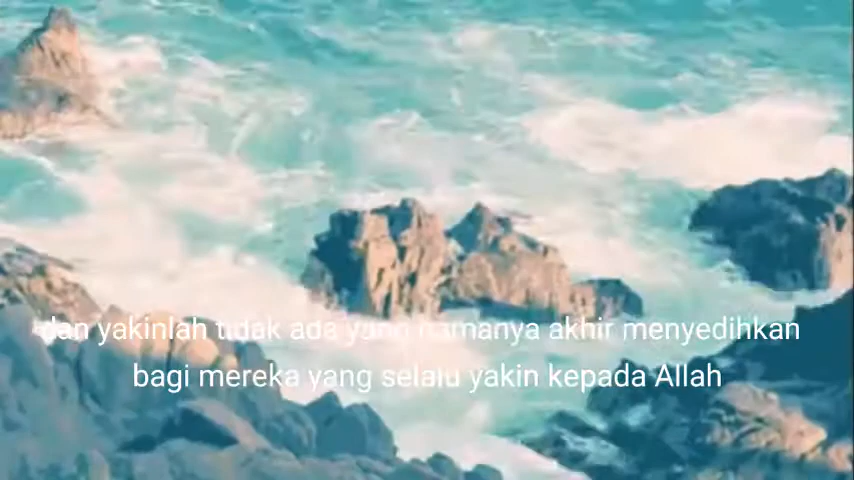 dan yakinlah tidak ada yang namanya akhir menyedihkan
bagi mereka yang selalu yakin kepada Allah